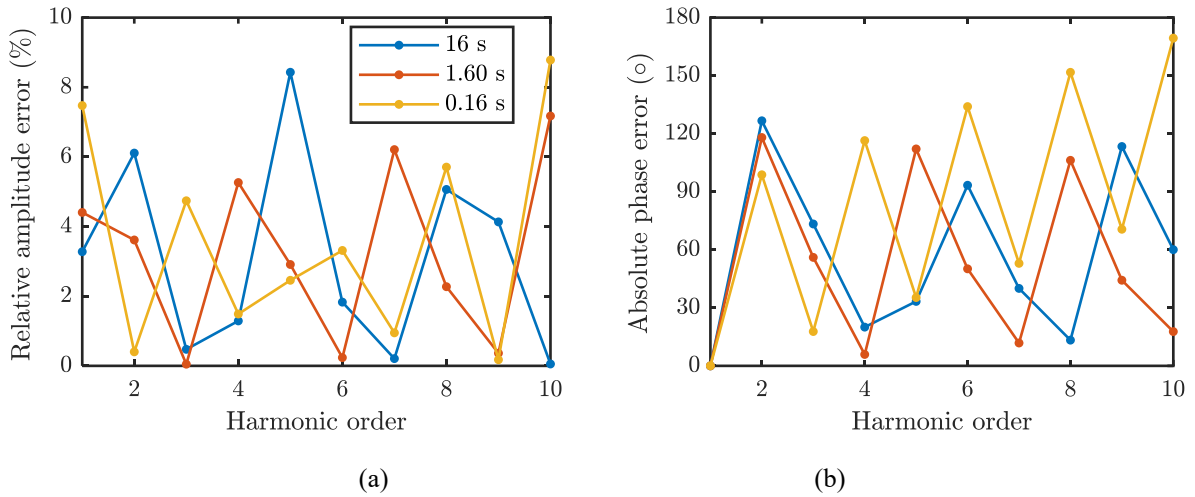 Relative amplitude error (%)
10
8
6
4
2
0
16 s
1.60 s
0.16 s
2 4 6 8 10
Harmonic order
(a)
Absolute phase error (○)
180
150
120
90
60
30
0
2 4 6 8 10
Harmonic order
(b)